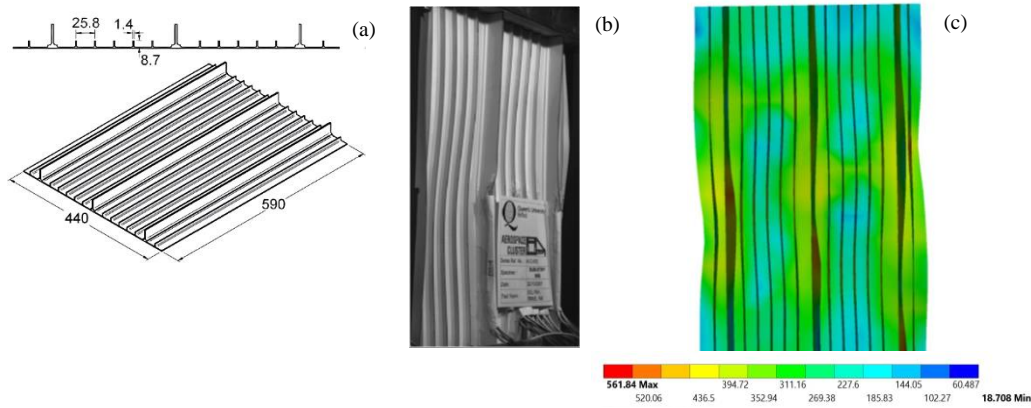 25.8
1.4
8.7
(a)
440
590
(b)
Queen's University
AEROSPACE
CLUSTER
(c)
561.84 Max
394.72
311.16
227.6
144.05
60.487
520.06
436.5
352.94
269.38
185.83
102.27
18.708 Min